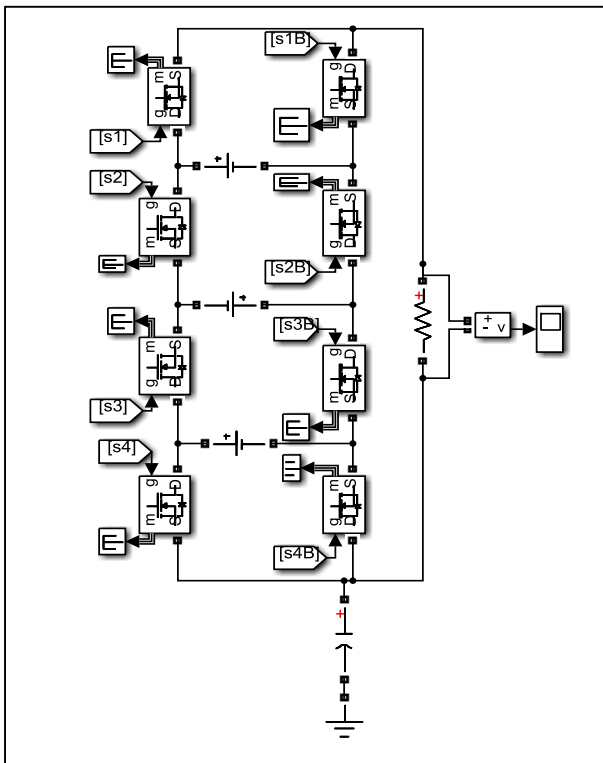 [s1B]
g D
m S
m S
g D
[s1]
+
[s2]
m S
g D
g D
m S
[s2B]
+
[s3B]
m S
g D
g D
m S
+
+
-
v
[s3]
+
[s4]
m S
g D
g D
m S
[s4B]
+